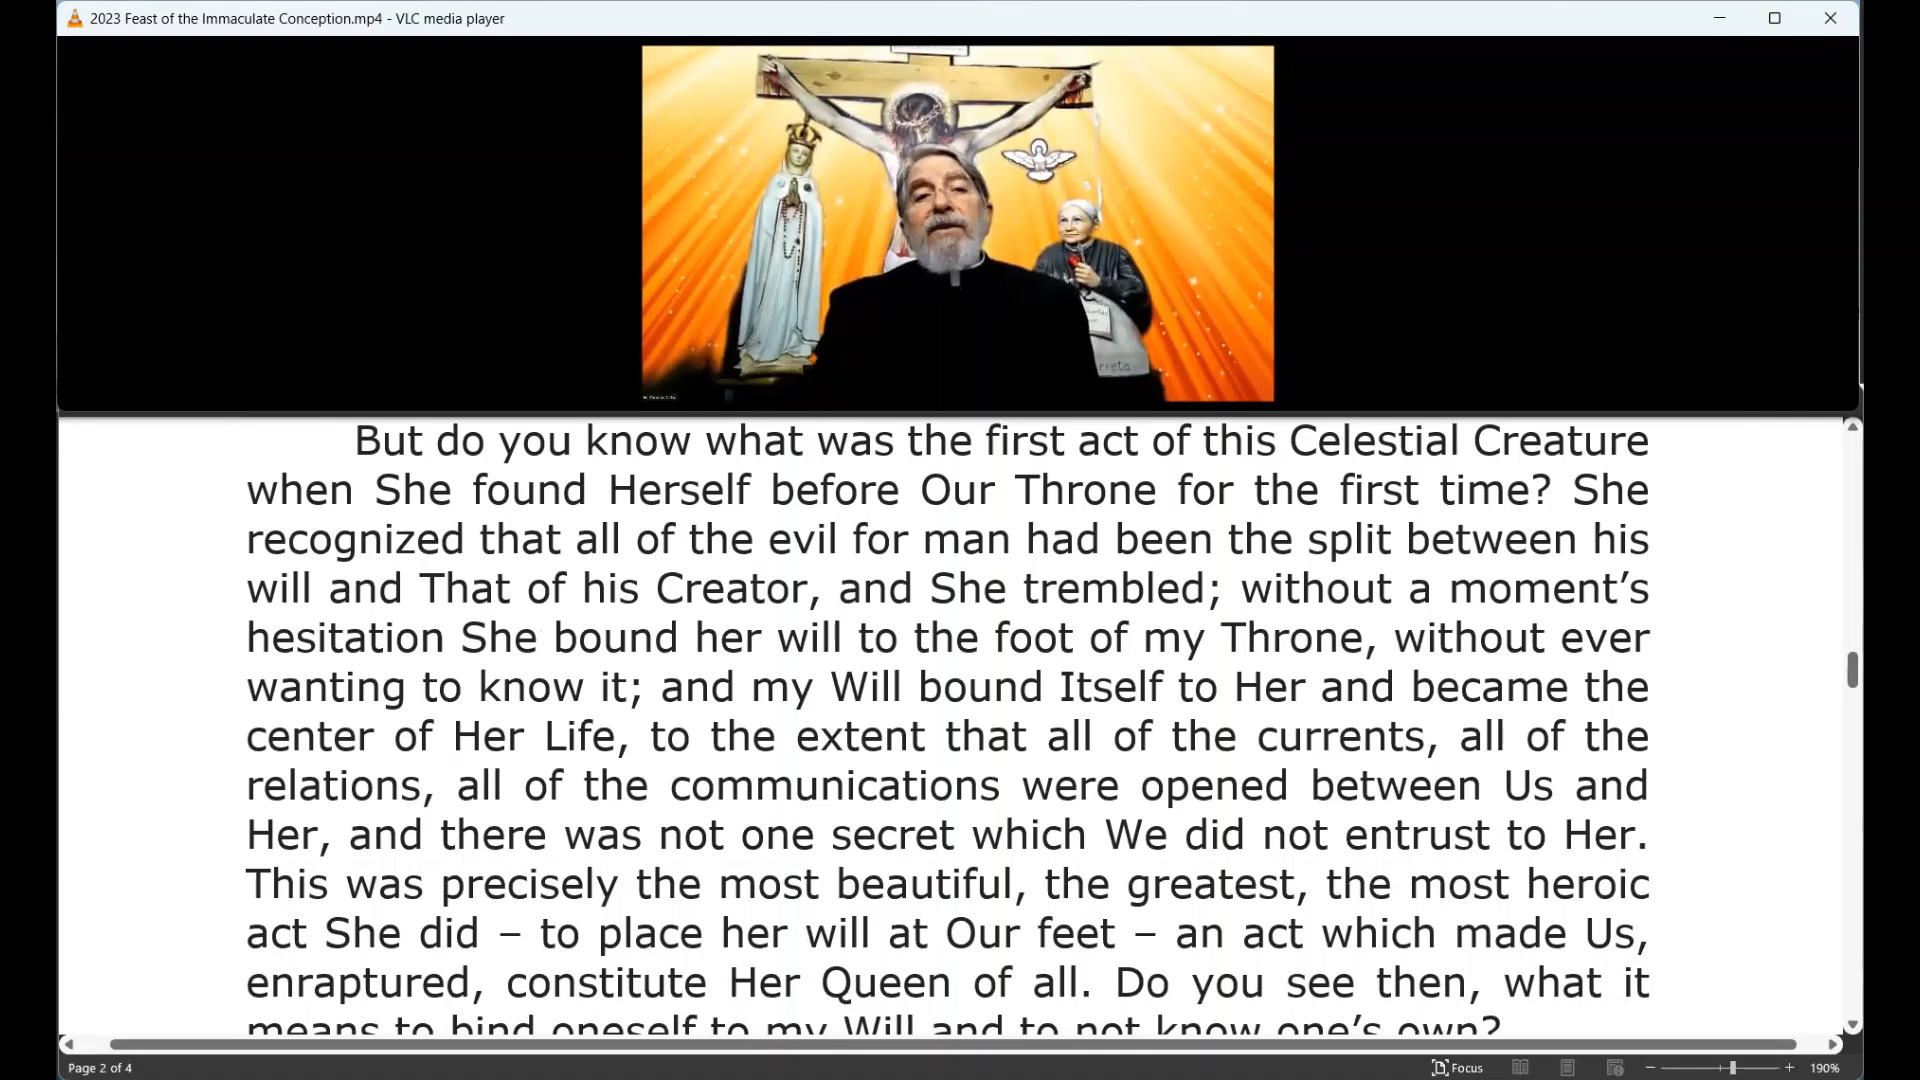 2023 Feast of the Immaculate Conception.mp4 - VLC media player
creta
But do you know what was the first act of this Celestial Creature
when She found Herself before Our Throne for the first time? She
recognized that all of the evil for man had been the split between his
will and That of his Creator, and She trembled; without a moment’s
hesitation She bound her will to the foot of my Throne, without ever
wanting to know it; and my Will bound Itself to Her and became the
center of Her Life, to the extent that all of the currents, all of the
relations, all of the communications were opened between Us and
Her, and there was not one secret which We did not entrust to Her.
This was precisely the most beautiful, the greatest, the most heroic
act She did – to place her will at Our feet – an act which made Us,
enraptured, constitute Her Queen of all. Do you see then, what it
means to bind oneself to my Will and to not know one’s own?
Page 2 of 4
Focus
190%